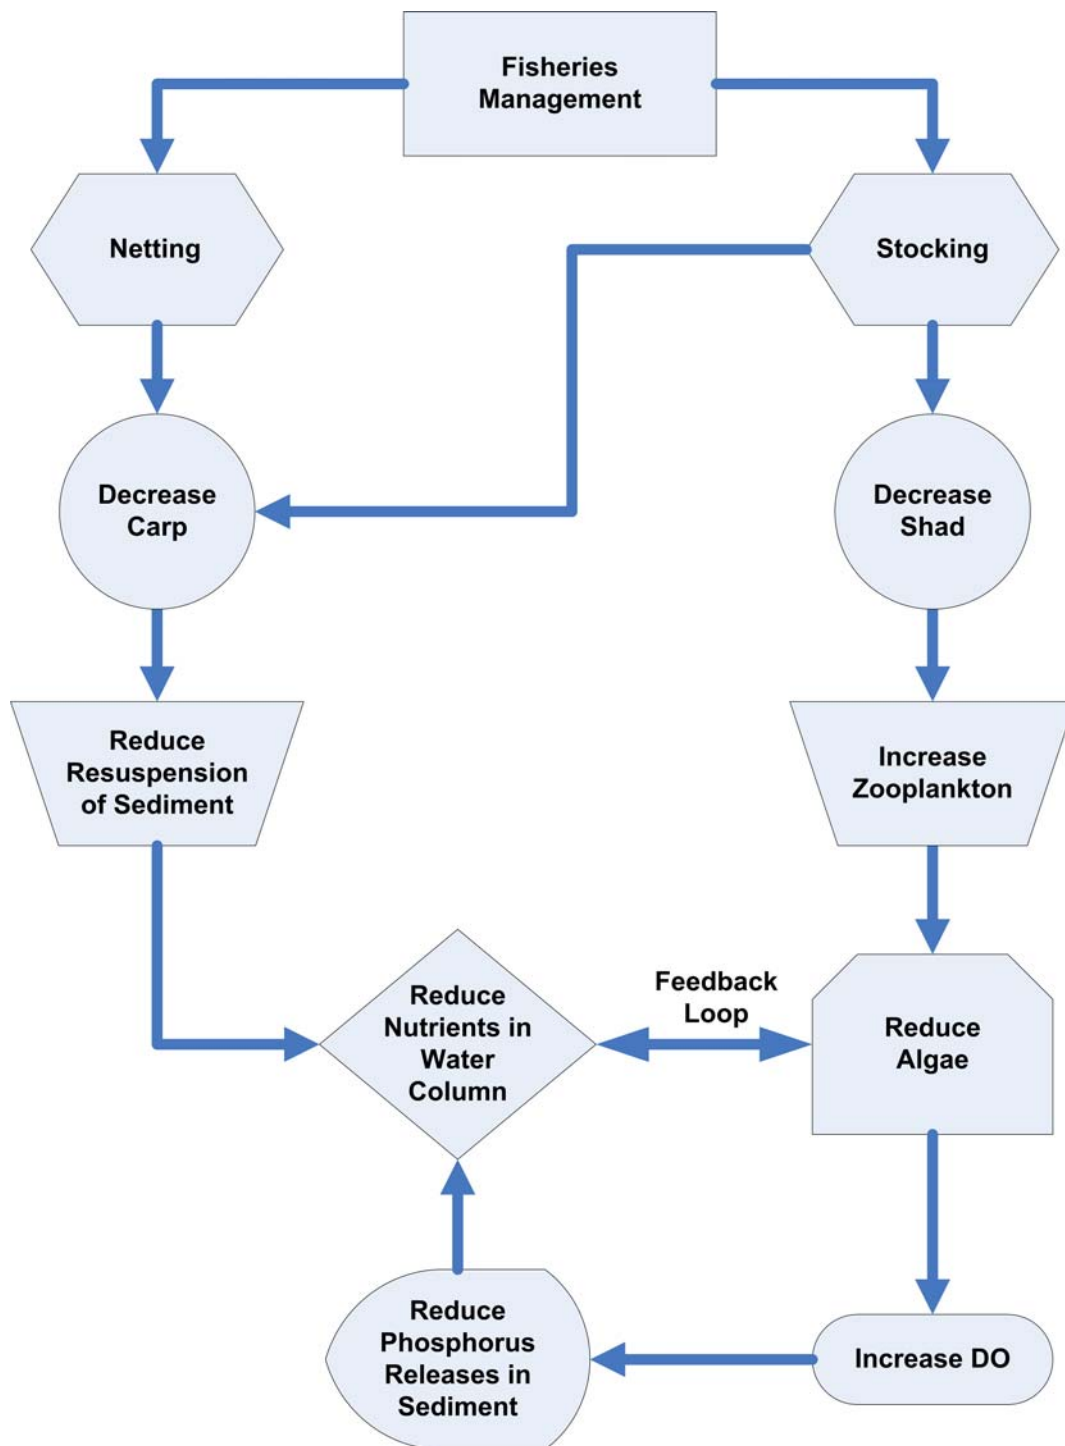 Fisheries
Management
Netting
Stocking
Decrease
Carp
Decrease
Shad
Reduce
Resuspension
of Sediment
Increase
Zooplankton
Reduce
Nutrients in
Water
Column
Feedback
Loop
Reduce
Algae
Reduce
Phosphorus
Releases in
Sediment
Increase DO